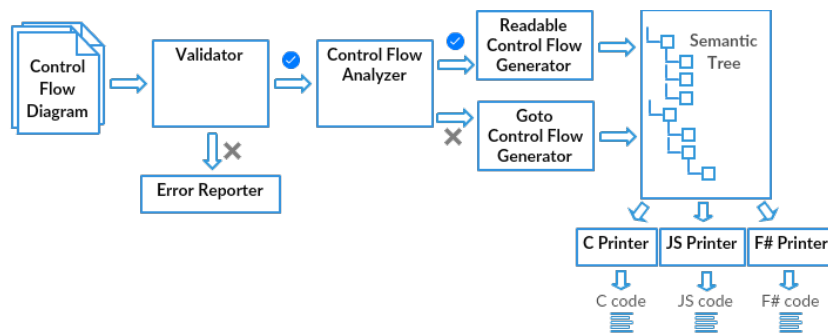 Control
Flow
Diagram
Validator
Control Flow
Analyzer
Readable
Control Flow
Generator
Goto
Control Flow
Generator
Semantic
Tree
Error Reporter
C Printer
JS Printer
F# Printer
C code
JS code
F# code